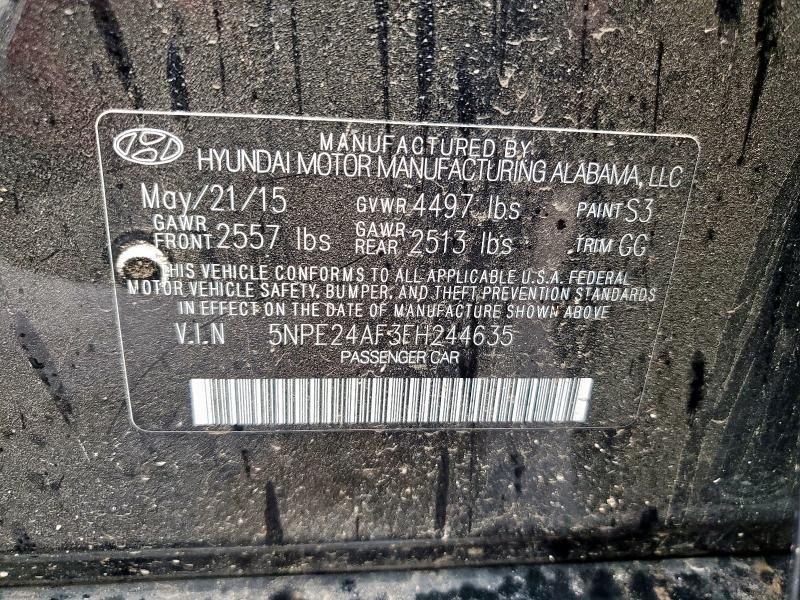 MANUFACTURED BY
HYUNDAI MOTOR MANUFACTURING ALABAMA, LLC
May/21/15 GVWR 4497 lbs PAINT S3
GAWR FRONT 2557 lbs GAWR REAR 2513 lbs TRIM GG
THIS VEHICLE CONFORMS TO ALL APPLICABLE U.S.A. FEDERAL
MOTOR VEHICLE SAFETY, BUMPER, AND THEFT PREVENTION STANDARDS
IN EFFECT ON THE DATE OF MANUFACTURE SHOWN ABOVE
V.I.N 5NPE24AF3FH244635
PASSENGER CAR